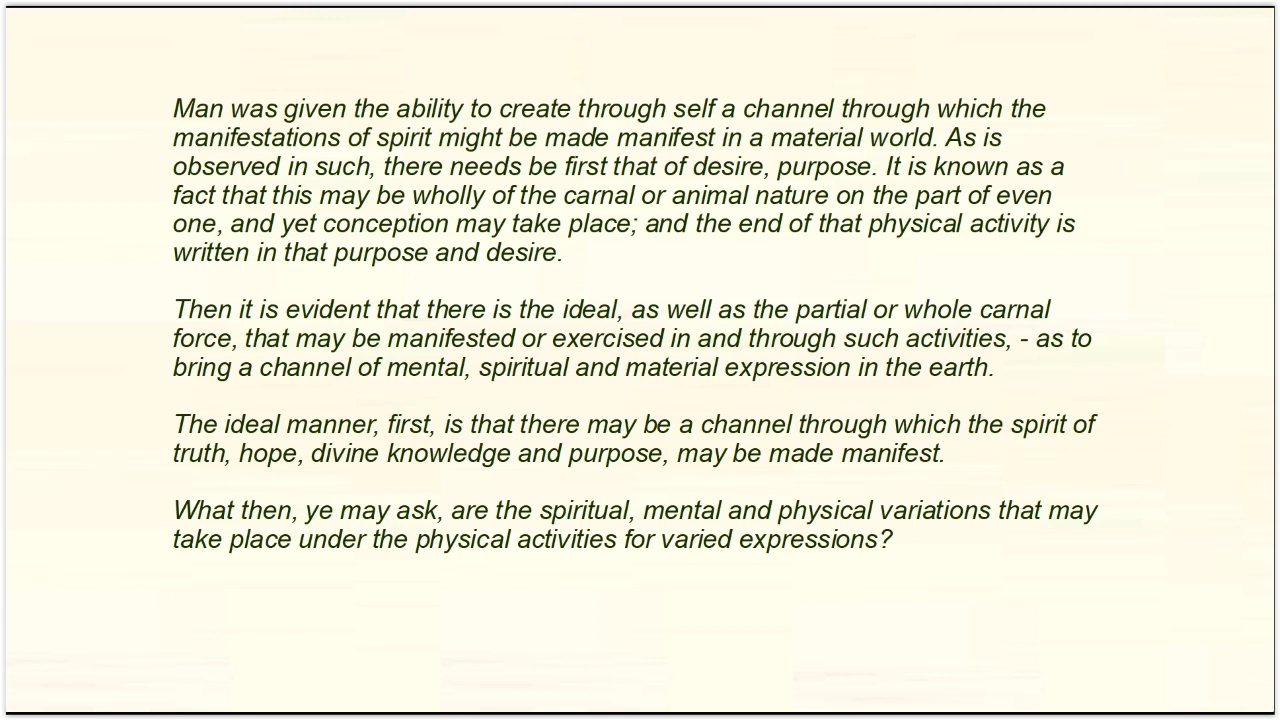 Man was given the ability to create through self a channel through which the
manifestations of spirit might be made manifest in a material world. As is
observed in such, there needs be first that of desire, purpose. It is known as a
fact that this may be wholly of the carnal or animal nature on the part of even
one, and yet conception may take place; and the end of that physical activity is
written in that purpose and desire.
Then it is evident that there is the ideal, as well as the partial or whole carnal
force, that may be manifested or exercised in and through such activities, - as to
bring a channel of mental, spiritual and material expression in the earth.
The ideal manner, first, is that there may be a channel through which the spirit of
truth, hope, divine knowledge and purpose, may be made manifest.
What then, ye may ask, are the spiritual, mental and physical variations that may
take place under the physical activities for varied expressions?